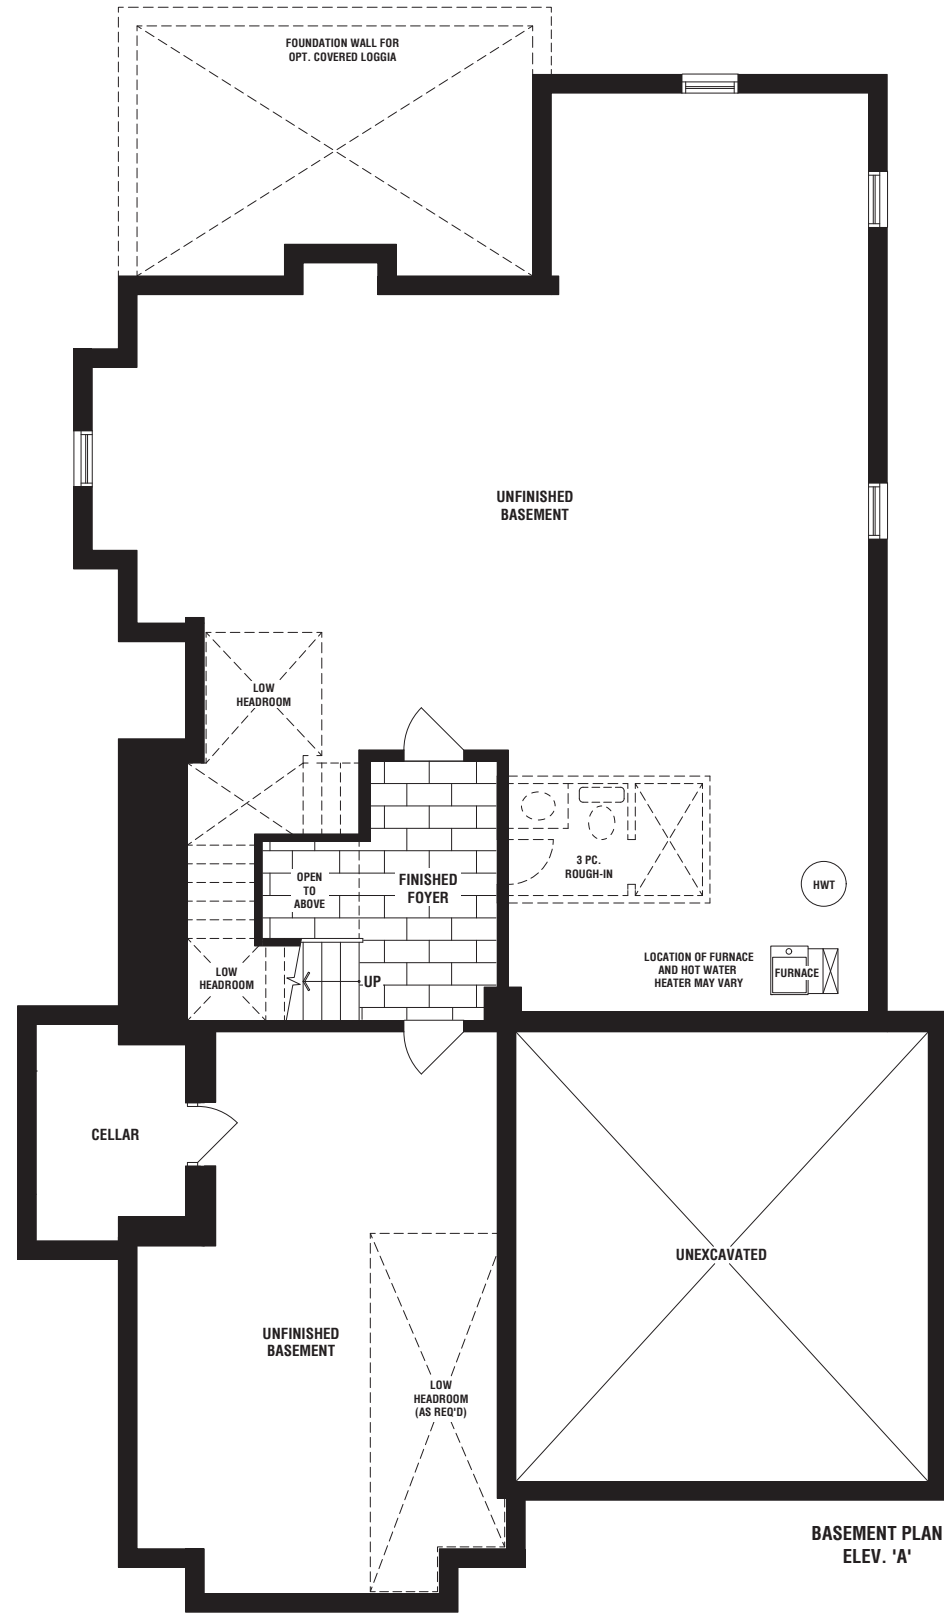 FOUNDATION WALL FOR
OPT. COVERED LOGGIA
UNFINISHED
BASEMENT
LOW
HEADROOM
3 PC.
ROUGH-IN
OPEN
TO
ABOVE
FINISHED
FOYER
HWT
LOW
HEADROOM
UP
LOCATION OF FURNACE
AND HOT WATER
HEATER MAY VARY
FURNACE
CELLAR
UNEXCAVATED
UNFINISHED
BASEMENT
LOW
HEADROOM
(AS REQ'D)
BASEMENT PLAN
ELEV. 'A'